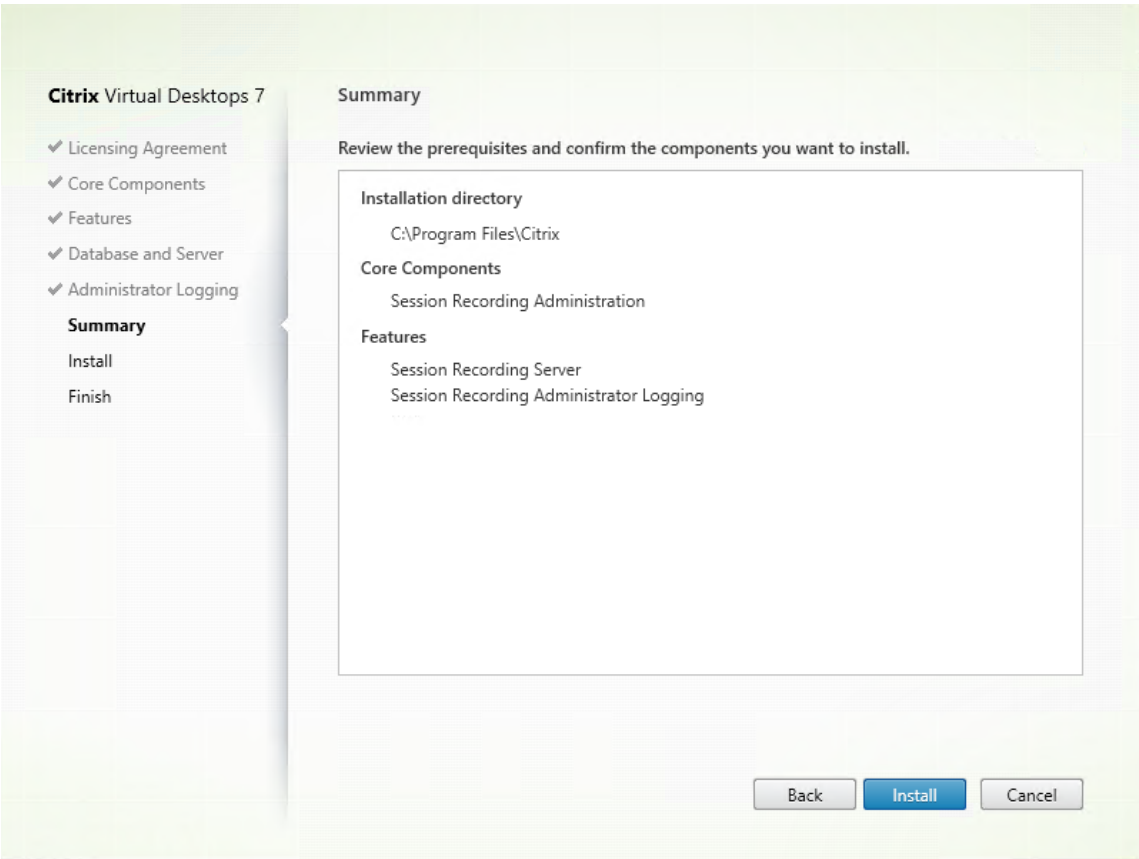 Citrix Virtual Desktops 7
Licensing Agreement
Core Components
Features
Database and Server
Administrator Logging
Summary
Install
Finish
Summary
Review the prerequisites and confirm the components you want to install.
Installation directory
C:\Program Files\Citrix
Core Components
Session Recording Administration
Features
Session Recording Server
Session Recording Administrator Logging
Back
Install
Cancel